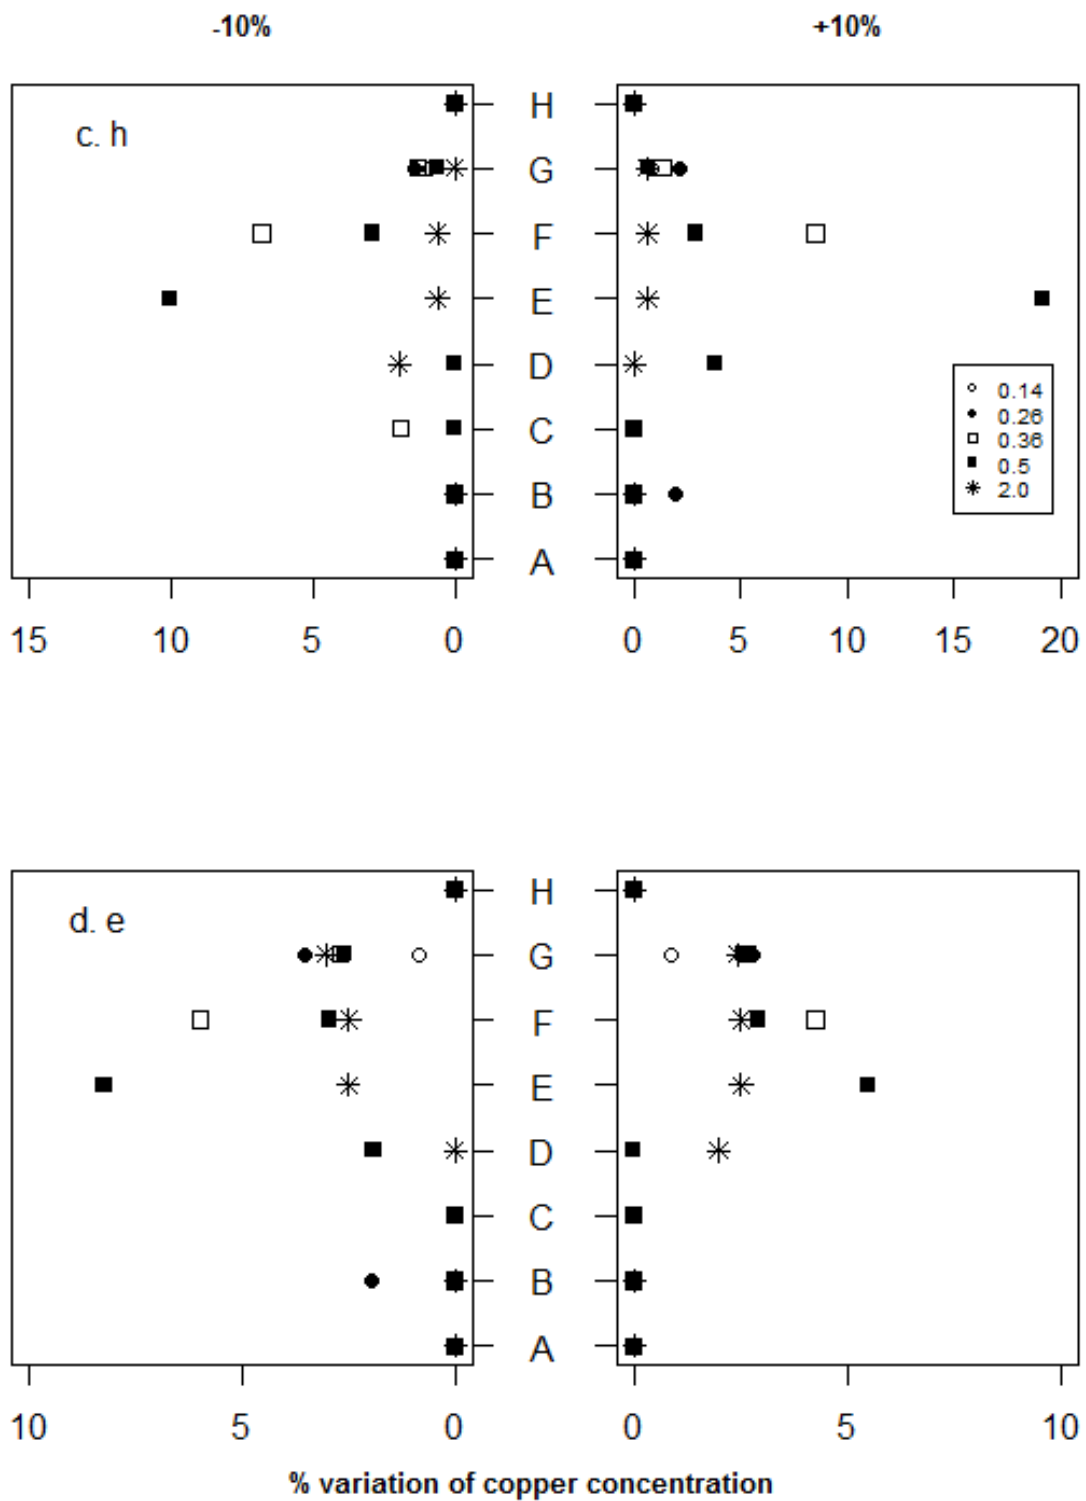 -10% +10%
c. h
H
G
F
E
D
C
B
A
0.14
0.26
0.36
0.5
2.0
15 10 5 0 0 5 10 15 20
d. e
H
G
F
E
D
C
B
A
10 5 0 0 5 10
% variation of copper concentration